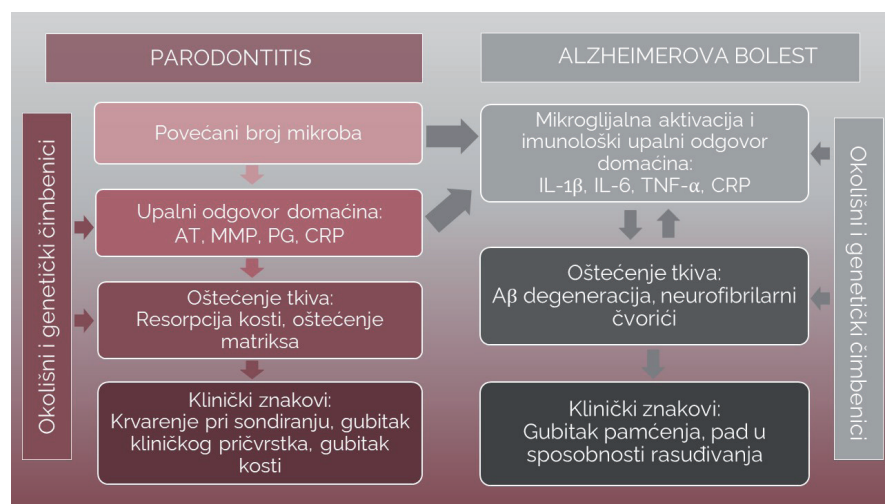 PARODONTITIS
ALZHEIMEROVA BOLEST
Okolišni i genetički čimbenici
Povećani broj mikroba
Upalni odgovor domaćina:
AT, MMP, PG, CRP
Oštećenje tkiva:
Resorpcija kosti, oštećenje
matriksa
Klinički znakovi:
Krvarenje pri sondiranju, gubitak
kliničkog pričvrstka, gubitak
kosti
Mikroglijalna aktivacija i
imunološki upalni odgovor
domaćina:
IL-1β, IL-6, TNF-α, CRP
Oštećenje tkiva:
Aβ degeneracija, neurofibrilarni
čvorići
Klinički znakovi:
Gubitak pamćenja, pad u
sposobnosti rasuđivanja
Okolišni i genetički čimbenici